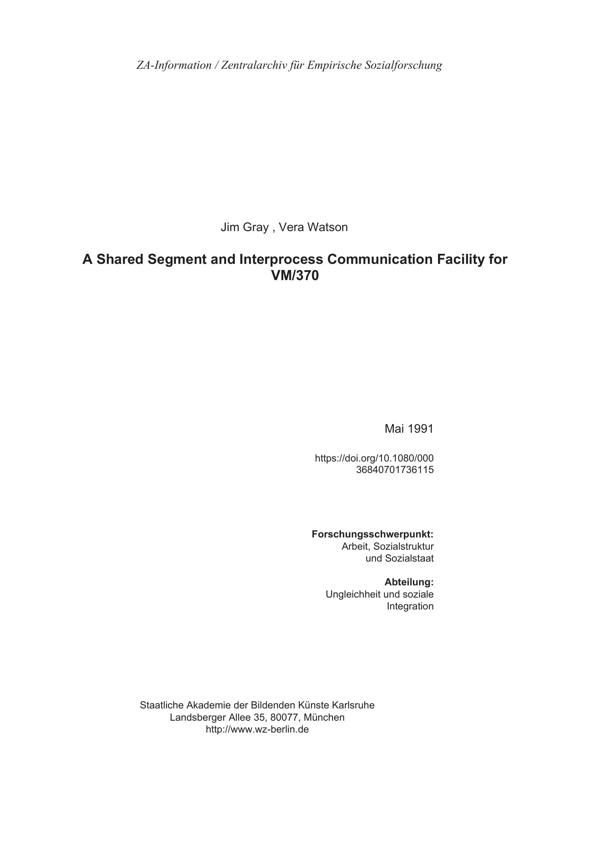 ZA-Information / Zentralarchiv für Empirische Sozialforschung
Jim Gray , Vera Watson
A Shared Segment and Interprocess Communication Facility for
VM/370
Mai 1991
https://doi.org/10.1080/000
36840701736115
Forschungsschwerpunkt:
Arbeit, Sozialstruktur
und Sozialstaat
Abteilung:
Ungleichheit und soziale
Integration
Staatliche Akademie der Bildenden Künste Karlsruhe
Landsberger Allee 35, 80077, München
http://www.wz-berlin.de